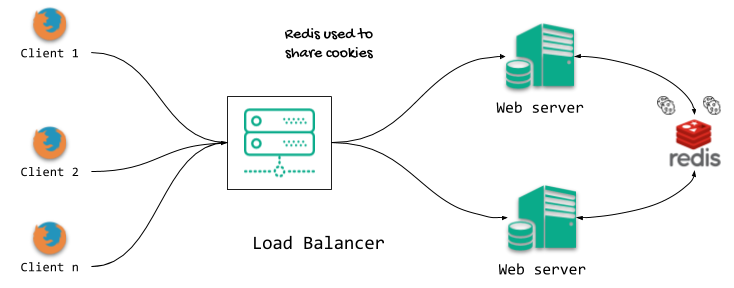 Redis used to
share cookies
Client 1
Web server
redis
Client 2
Load Balancer
Client n
Web server